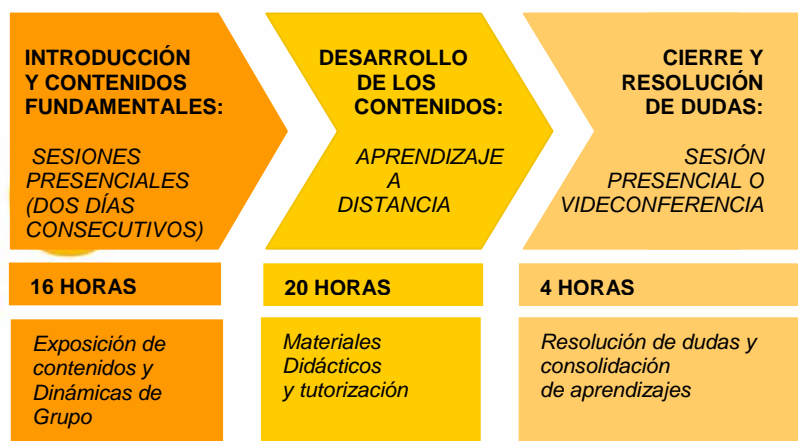 INTRODUCCIÓN
Y CONTENIDOS
FUNDAMENTALES:
SESIONES
PRESENCIALES
(DOS DÍAS
CONSECUTIVOS)
DESARROLLO
DE LOS
CONTENIDOS:
APRENDIZAJE
A
DISTANCIA
CIERRE Y
RESOLUCIÓN
DE DUDAS:
SESIÓN
PRESENCIAL O
VIDECONFERENCIA
16 HORAS
20 HORAS
4 HORAS
Exposición de
contenidos y
Dinámicas de
Grupo
Materiales
Didácticos
y tutorización
Resolución de dudas y
consolidación
de aprendizajes